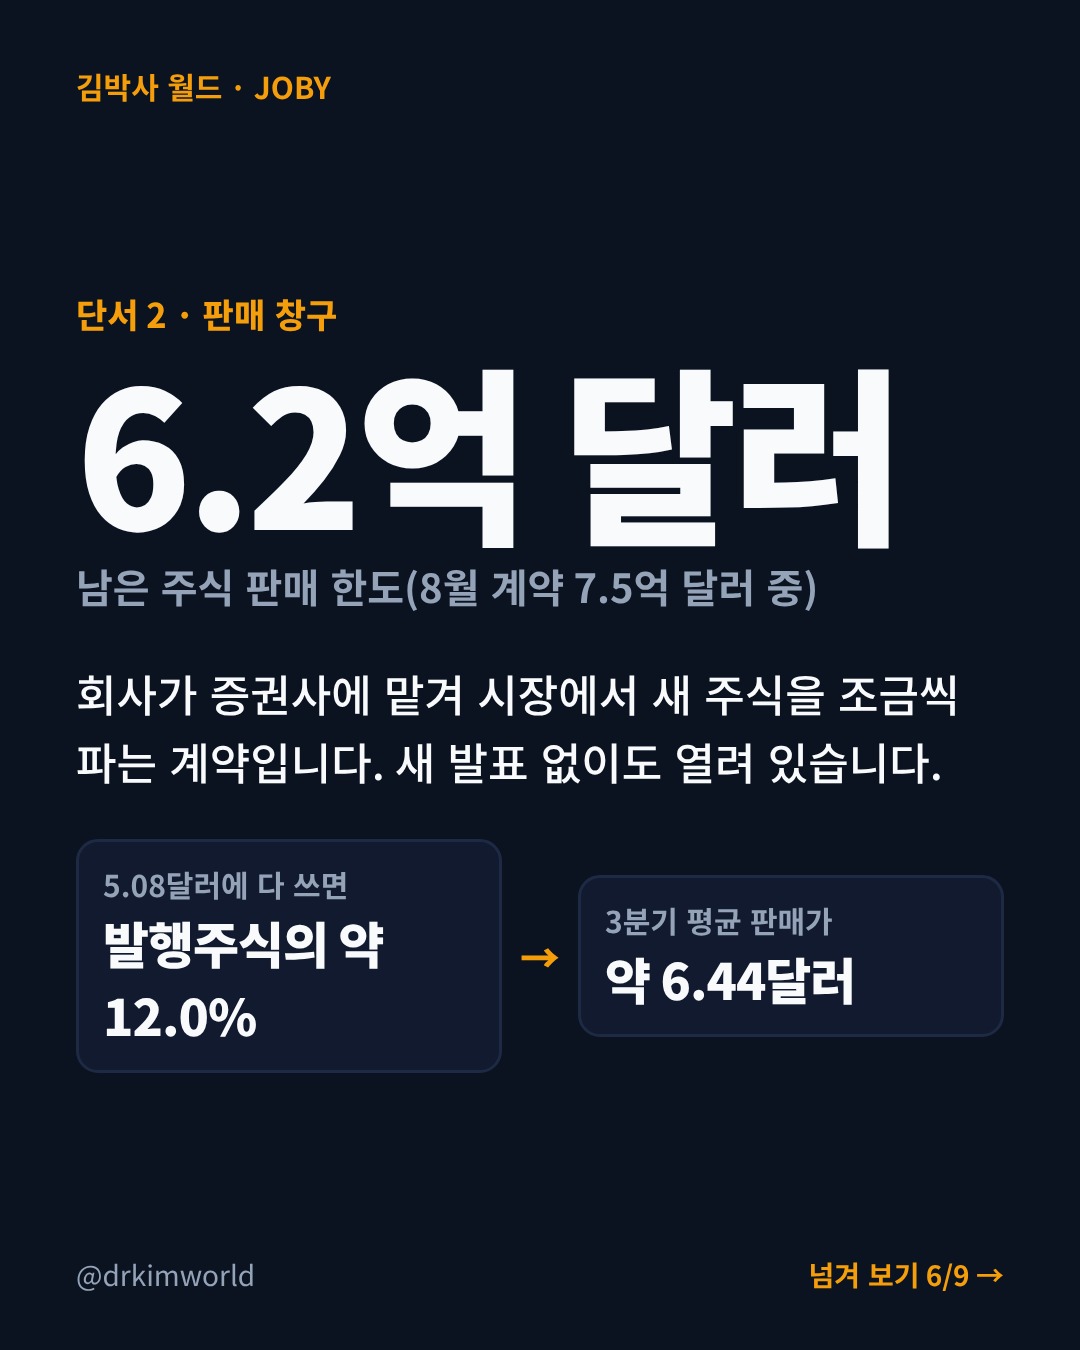 김박사 월드 · JOBY
단서 2 · 판매 창구
6.2억 달러
남은 주식 판매 한도(8월 계약 7.5억 달러 중)
회사가 증권사에 맡겨 시장에서 새 주식을 조금씩
파는 계약입니다. 새 발표 없이도 열려 있습니다.
5.08달러에 다 쓰면
발행주식의 약
12.0%
→
3분기 평균 판매가
약 6.44달러
@drkimworld
넘겨 보기 6/9 →